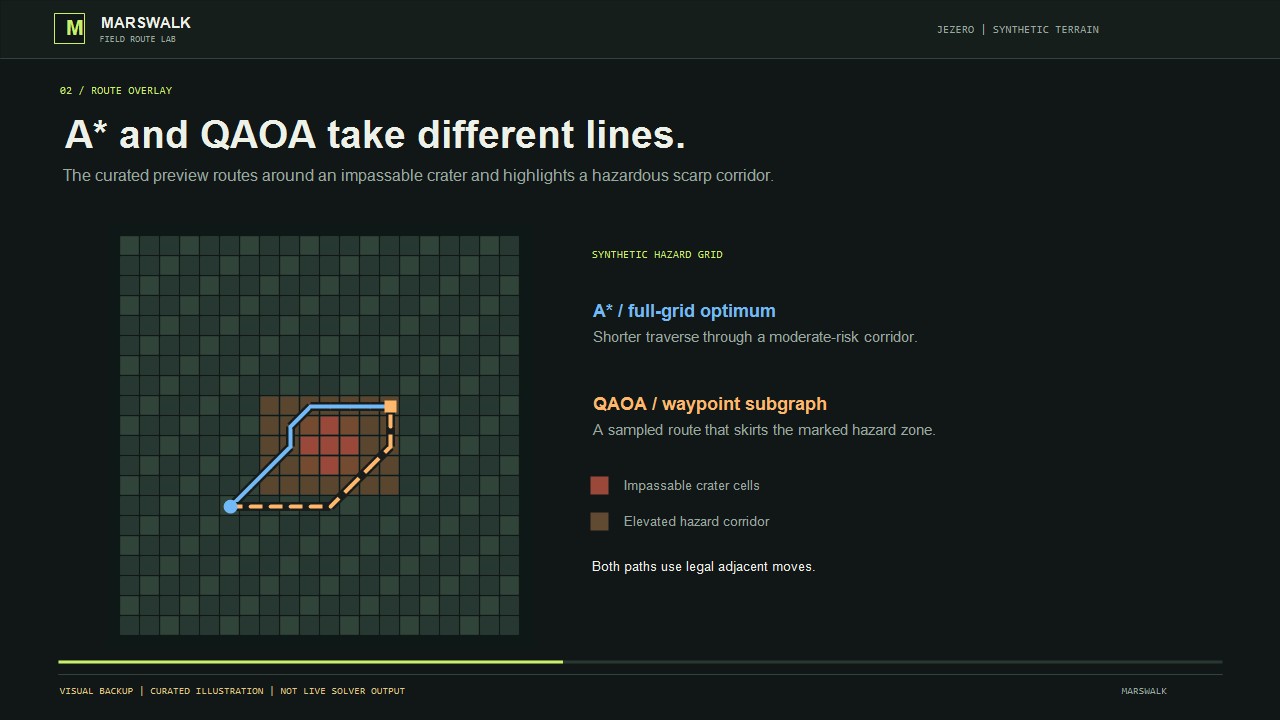 M
MARSWALK
FIELD ROUTE LAB
JEZERO | SYNTHETIC TERRAIN
02 / ROUTE OVERLAY
A* and QAOA take different lines.
The curated preview routes around an impassable crater and highlights a hazardous scarp corridor.
SYNTHETIC HAZARD GRID
A* / full-grid optimum
Shorter traverse through a moderate-risk corridor.
QAOA / waypoint subgraph
A sampled route that skirts the marked hazard zone.
Impassable crater cells
Elevated hazard corridor
Both paths use legal adjacent moves.
VISUAL BACKUP | CURATED ILLUSTRATION | NOT LIVE SOLVER OUTPUT
MARSWALK